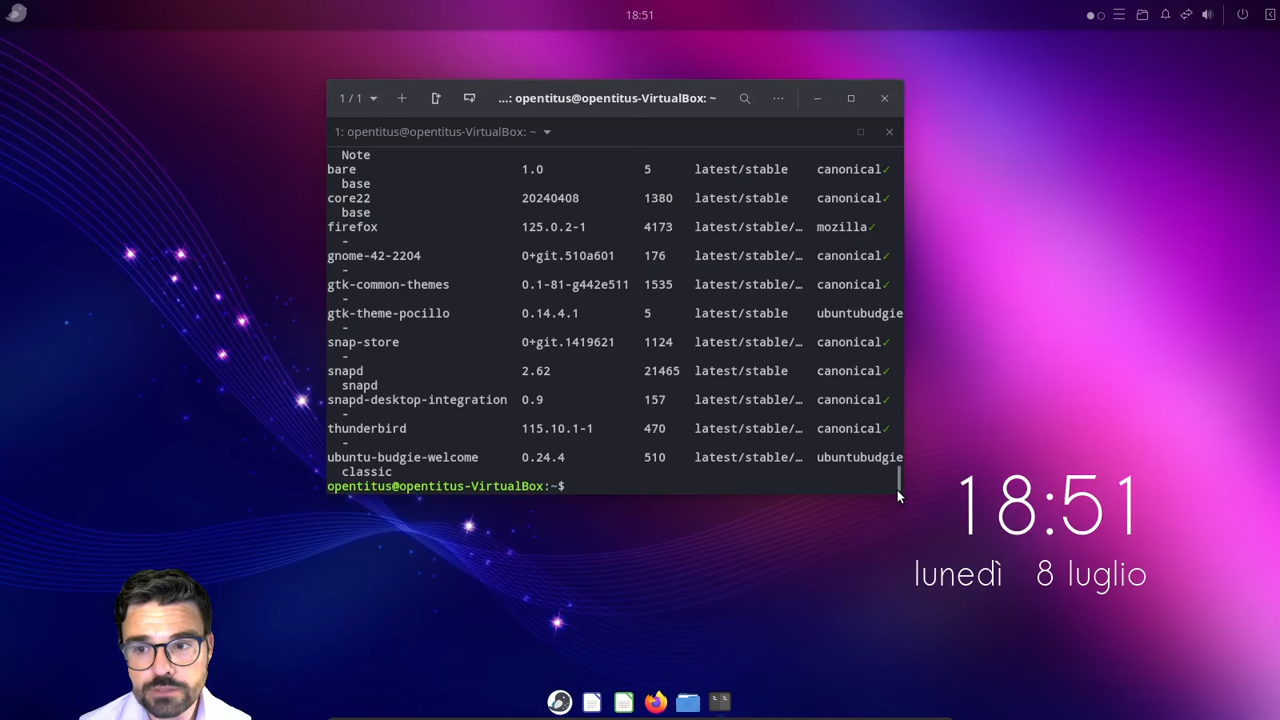 18:51
1 / 1
...: opentitus@opentitus-VirtualBox: ~
1: opentitus@opentitus-VirtualBox: ~
Note
bare 1.0 5 latest/stable canonical✓
base
core22 20240408 1380 latest/stable canonical✓
base
firefox 125.0.2-1 4173 latest/… mozilla✓
-
gnome-42-2204 0+git.510a601 176 latest/stable/… canonical✓
-
gtk-common-themes 0.1-81-g442e511 1535 latest/stable/… canonical✓
-
gtk-theme-pocillo 0.14.4.1 5 latest/stable ubuntubudgie
-
snap-store 0+git.1419621 1124 latest/stable/… canonical✓
-
snapd 2.62 21465 latest/stable canonical✓
snapd
snapd-desktop-integration 0.9 157 latest/stable/… canonical✓
-
thunderbird 115.10.1-1 470 latest/stable/… canonical✓
-
ubuntu-budgie-welcome 0.24.4 510 latest/stable/… ubuntubudgie
classic
opentitus@opentitus-VirtualBox:~$
18:51
lunedì 8 luglio